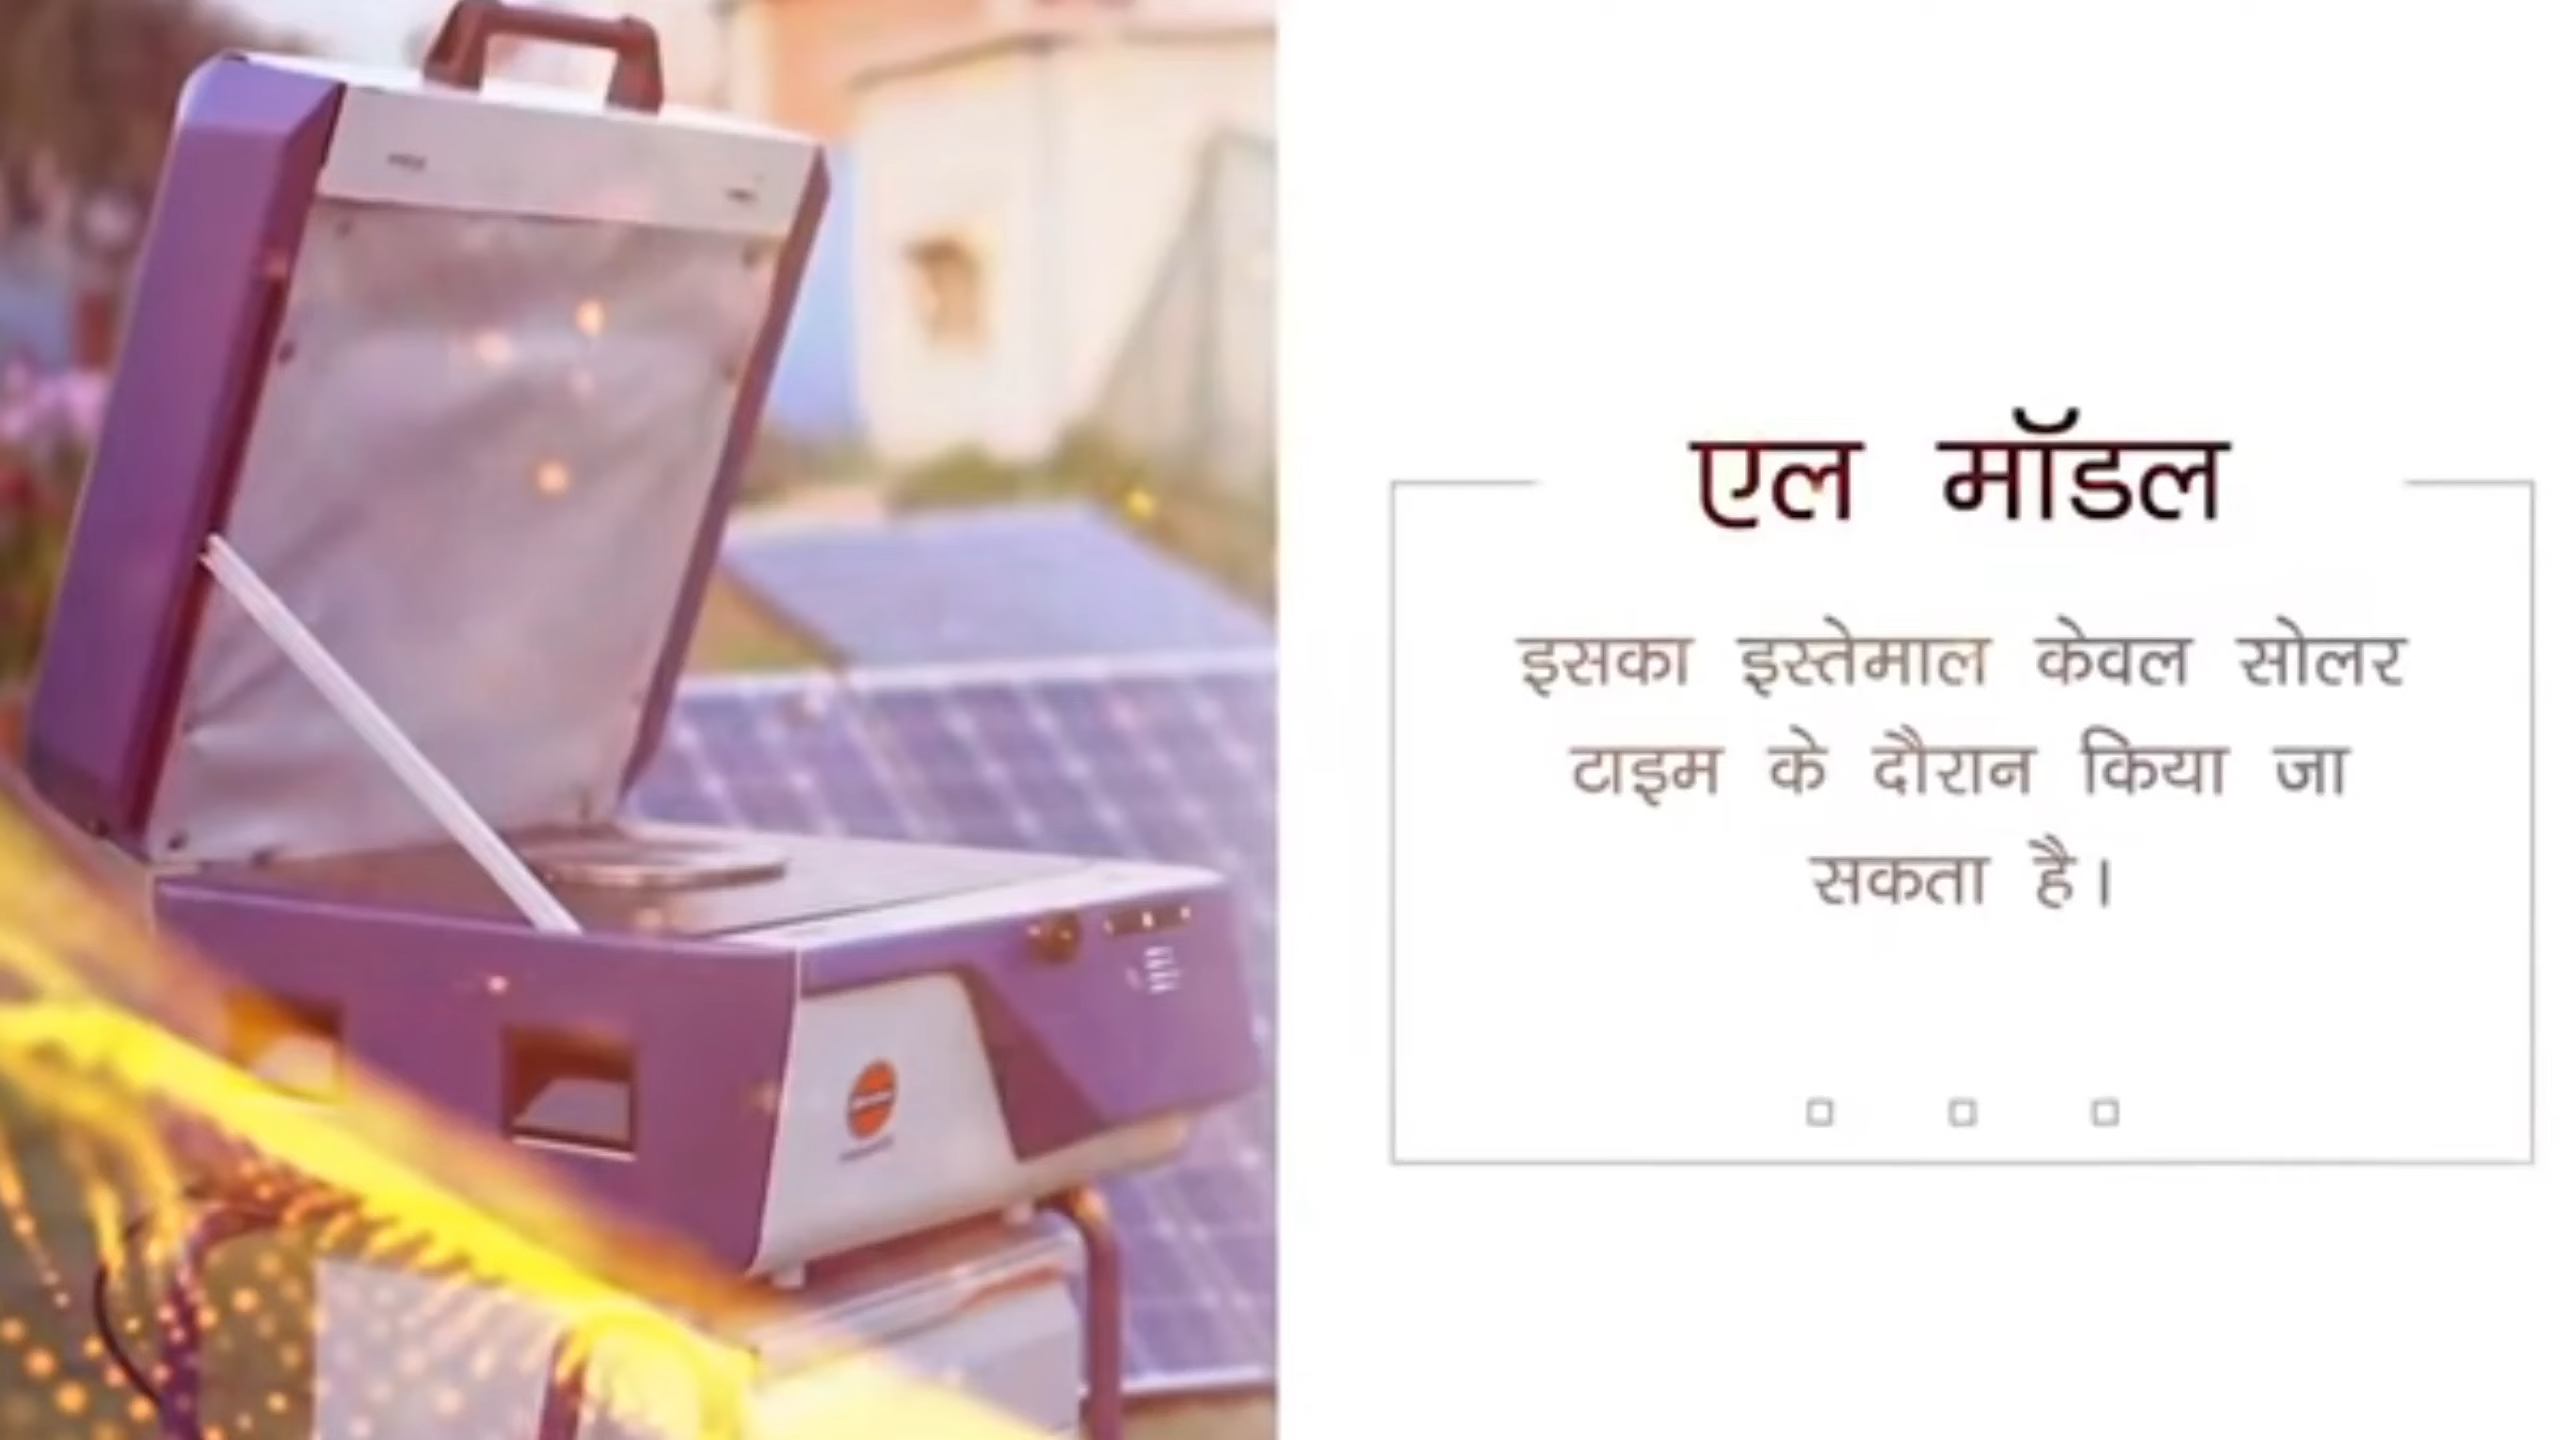 एल मॉडल
इसका इस्तेमाल केवल सोलर
टाइम के दौरान किया जा
सकता है।